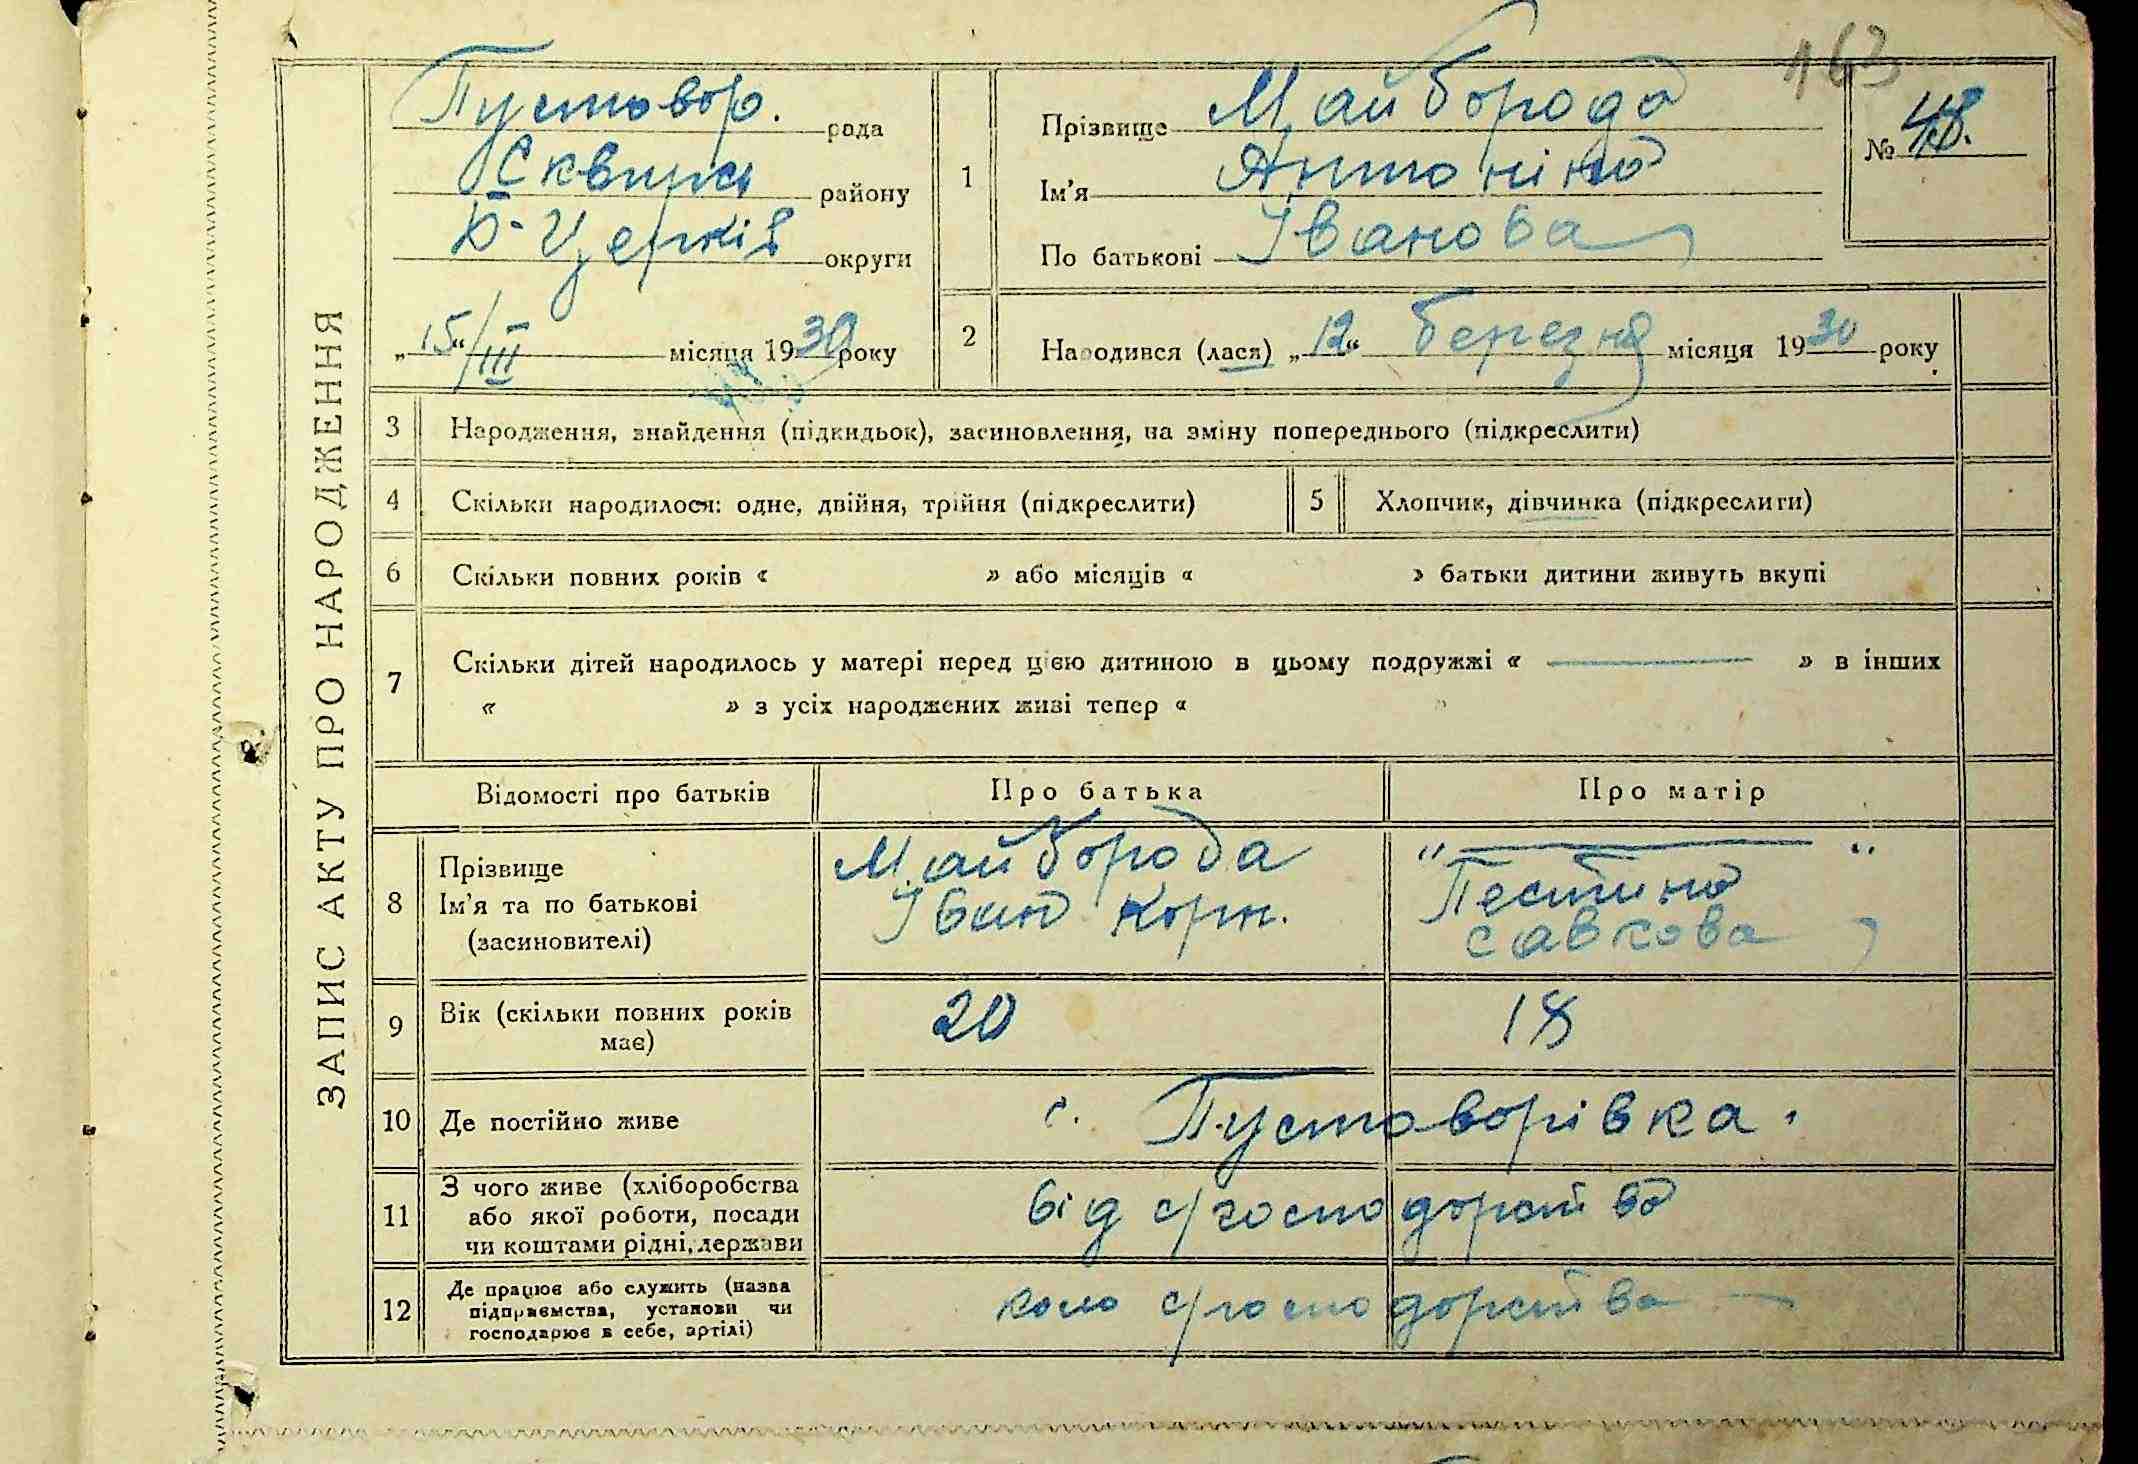 163
ЗАПИС АКТУ ПРО НАРОДЖЕННЯ
Пустовор. рада
Сквирс району
Б-Церків округи
„15“/III місяця 1930 року
1
Прізвище Майборода
Ім'я Антоніна
По батькові Іванова
№ 48.
2
Народився (лася) „12“ березня місяця 1930 року
3 Народження, знайдення (підкидьок), засиновлення, на зміну попереднього (підкреслити)
4 Скільки народилося: одне, двійня, трійня (підкреслити) 5 Хлопчик, дівчинка (підкреслити)
6 Скільки повних років « » або місяців « » батьки дитини живуть вкупі
7 Скільки дітей народилось у матері перед цією дитиною в цьому подружжі « — » в інших
« » з усіх народжених живі тепер « »
Відомості про батьків Про батька Про матір
8
Прізвище
Ім'я та по батькові
(засиновителі)
Майборода
Іван Корн.
" — "
Пестина
Савкова
9
Вік (скільки повних років
має)
20 18
10 Де постійно живе с. Пустоворівка.
11
З чого живе (хліборобства
або якої роботи, посади
чи коштами рідні, держави
від с/господорства
12
Де працює або служить (назва
підприємства, установи чи
господарює в себе, артілі)
коло с/господорства